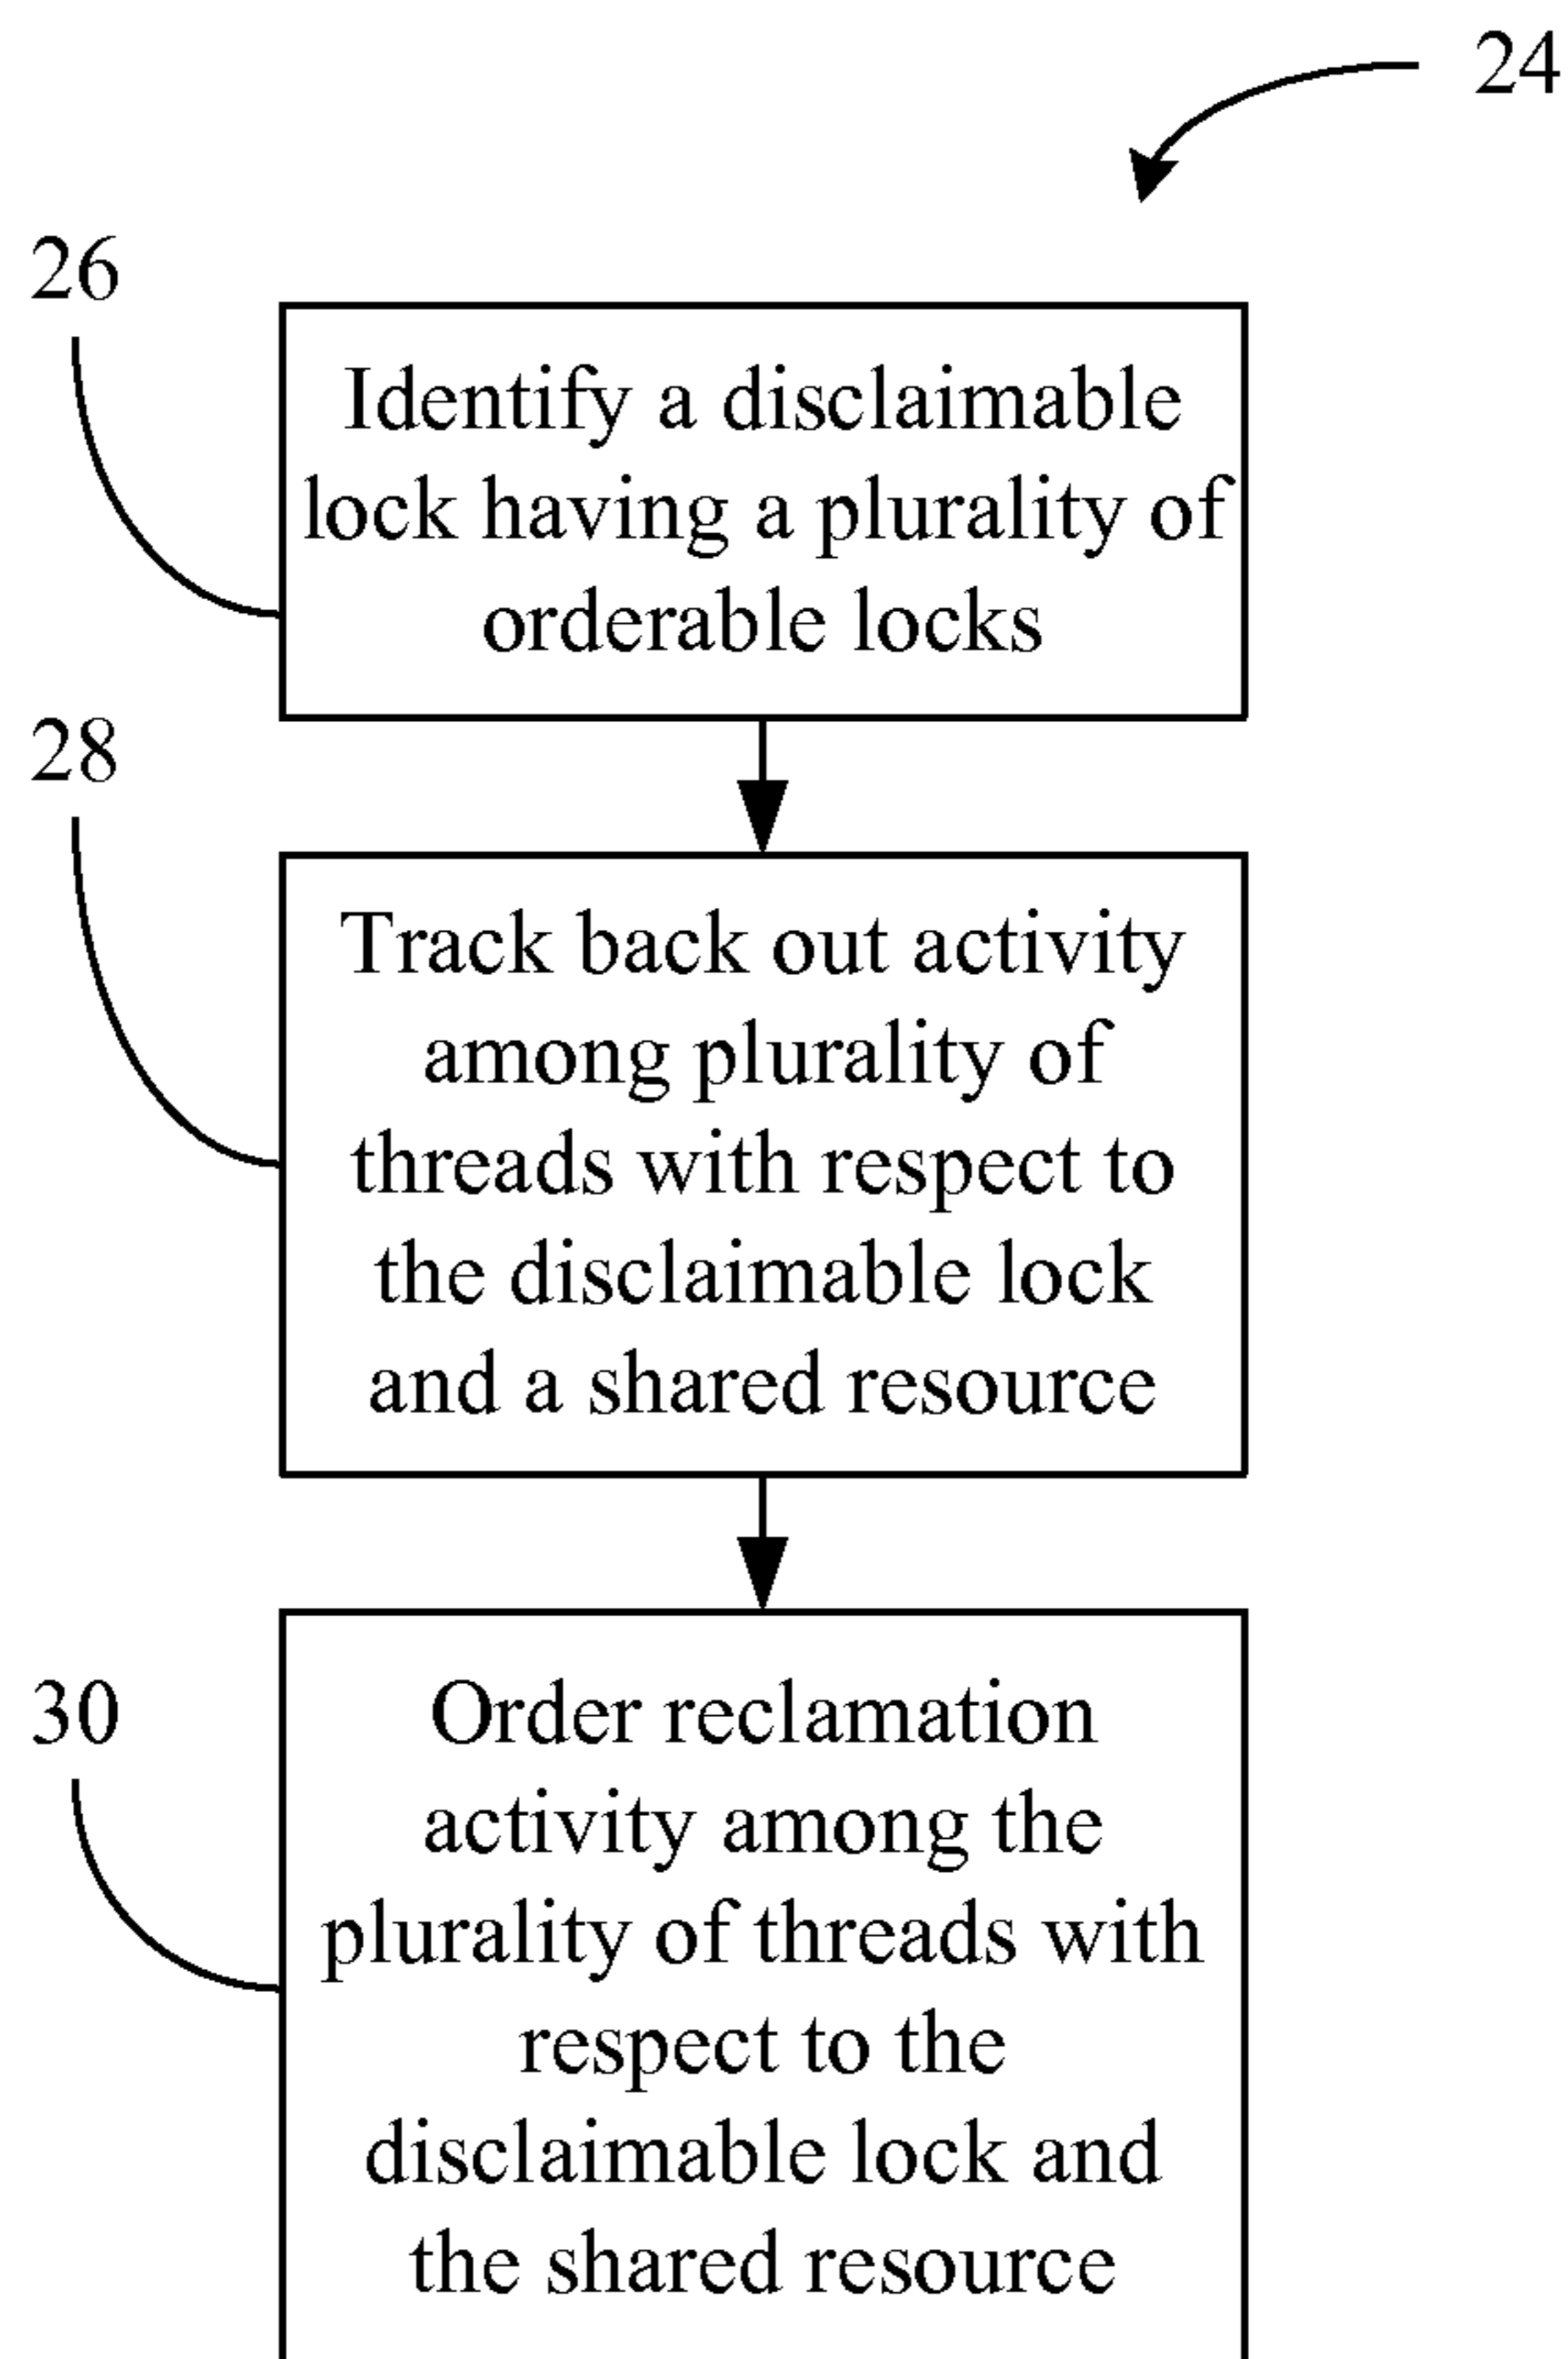 24
26
Identify a disclaimable
lock having a plurality of
orderable locks
28
Track back out activity
among plurality of
threads with respect to
the disclaimable lock
and a shared resource
30
Order reclamation
activity among the
plurality of threads with
respect to the
disclaimable lock and
the shared resource